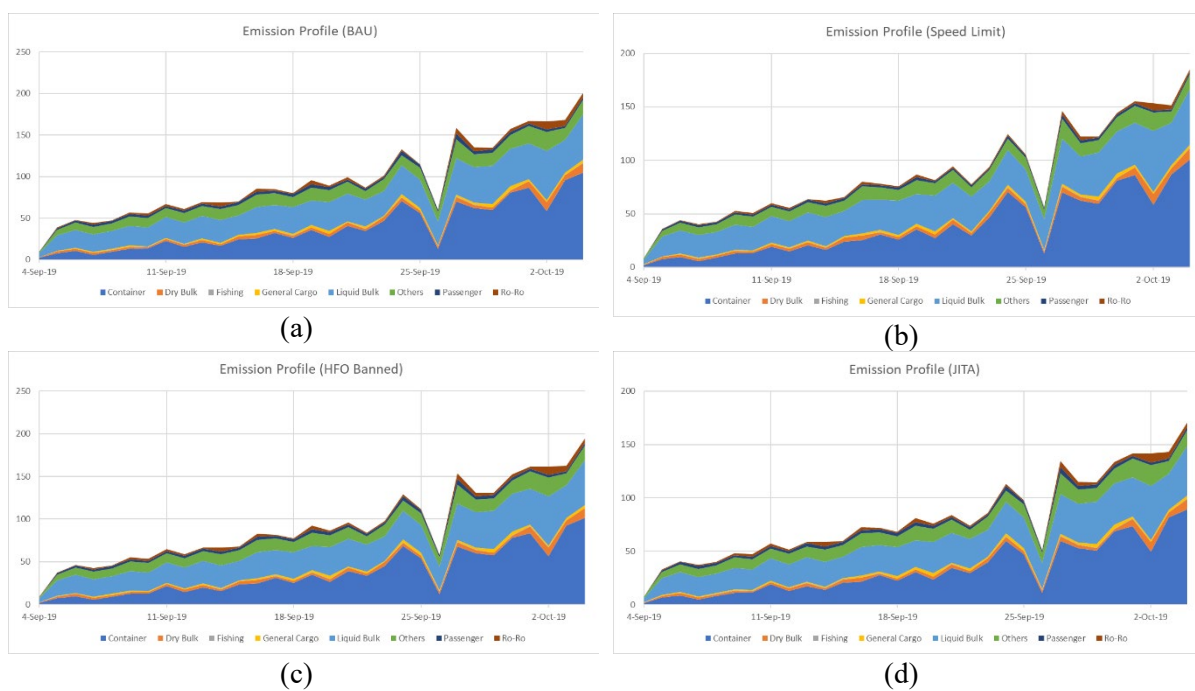 Emission Profile (BAU)
250
200
150
100
50
0
4-Sep-19 11-Sep-19 18-Sep-19 25-Sep-19 2-Oct-19
Container Dry Bulk Fishing General Cargo Liquid Bulk Others Passenger Ro-Ro
(a)
Emission Profile (Speed Limit)
200
150
100
50
0
4-Sep-19 11-Sep-19 18-Sep-19 25-Sep-19 2-Oct-19
Container Dry Bulk Fishing General Cargo Liquid Bulk Others Passenger Ro-Ro
(b)
Emission Profile (HFO Banned)
250
200
150
100
50
0
4-Sep-19 11-Sep-19 18-Sep-19 25-Sep-19 2-Oct-19
Container Dry Bulk Fishing General Cargo Liquid Bulk Others Passenger Ro-Ro
(c)
Emission Profile (JITA)
200
150
100
50
0
4-Sep-19 11-Sep-19 18-Sep-19 25-Sep-19 2-Oct-19
Container Dry Bulk Fishing General Cargo Liquid Bulk Others Passenger Ro-Ro
(d)